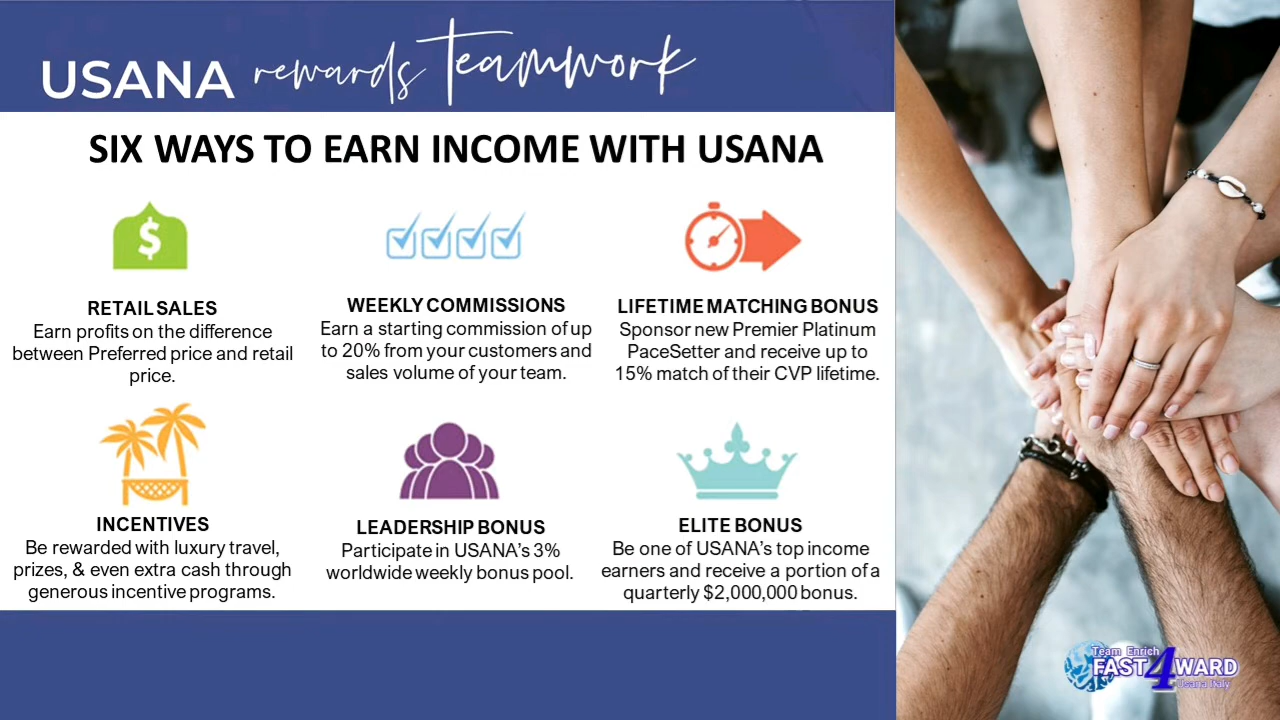 USANA rewards Teamwork
SIX WAYS TO EARN INCOME WITH USANA
$
RETAIL SALES
Earn profits on the difference
between Preferred price and retail
price.
WEEKLY COMMISSIONS
Earn a starting commission of up
to 20% from your customers and
sales volume of your team.
LIFETIME MATCHING BONUS
Sponsor new Premier Platinum
PaceSetter and receive up to
15% match of their CVP lifetime.
INCENTIVES
Be rewarded with luxury travel,
prizes, & even extra cash through
generous incentive programs.
LEADERSHIP BONUS
Participate in USANA’s 3%
worldwide weekly bonus pool.
ELITE BONUS
Be one of USANA’s top income
earners and receive a portion of a
quarterly $2,000,000 bonus.
Team Enrich
FAST4WARD
Usana Italy